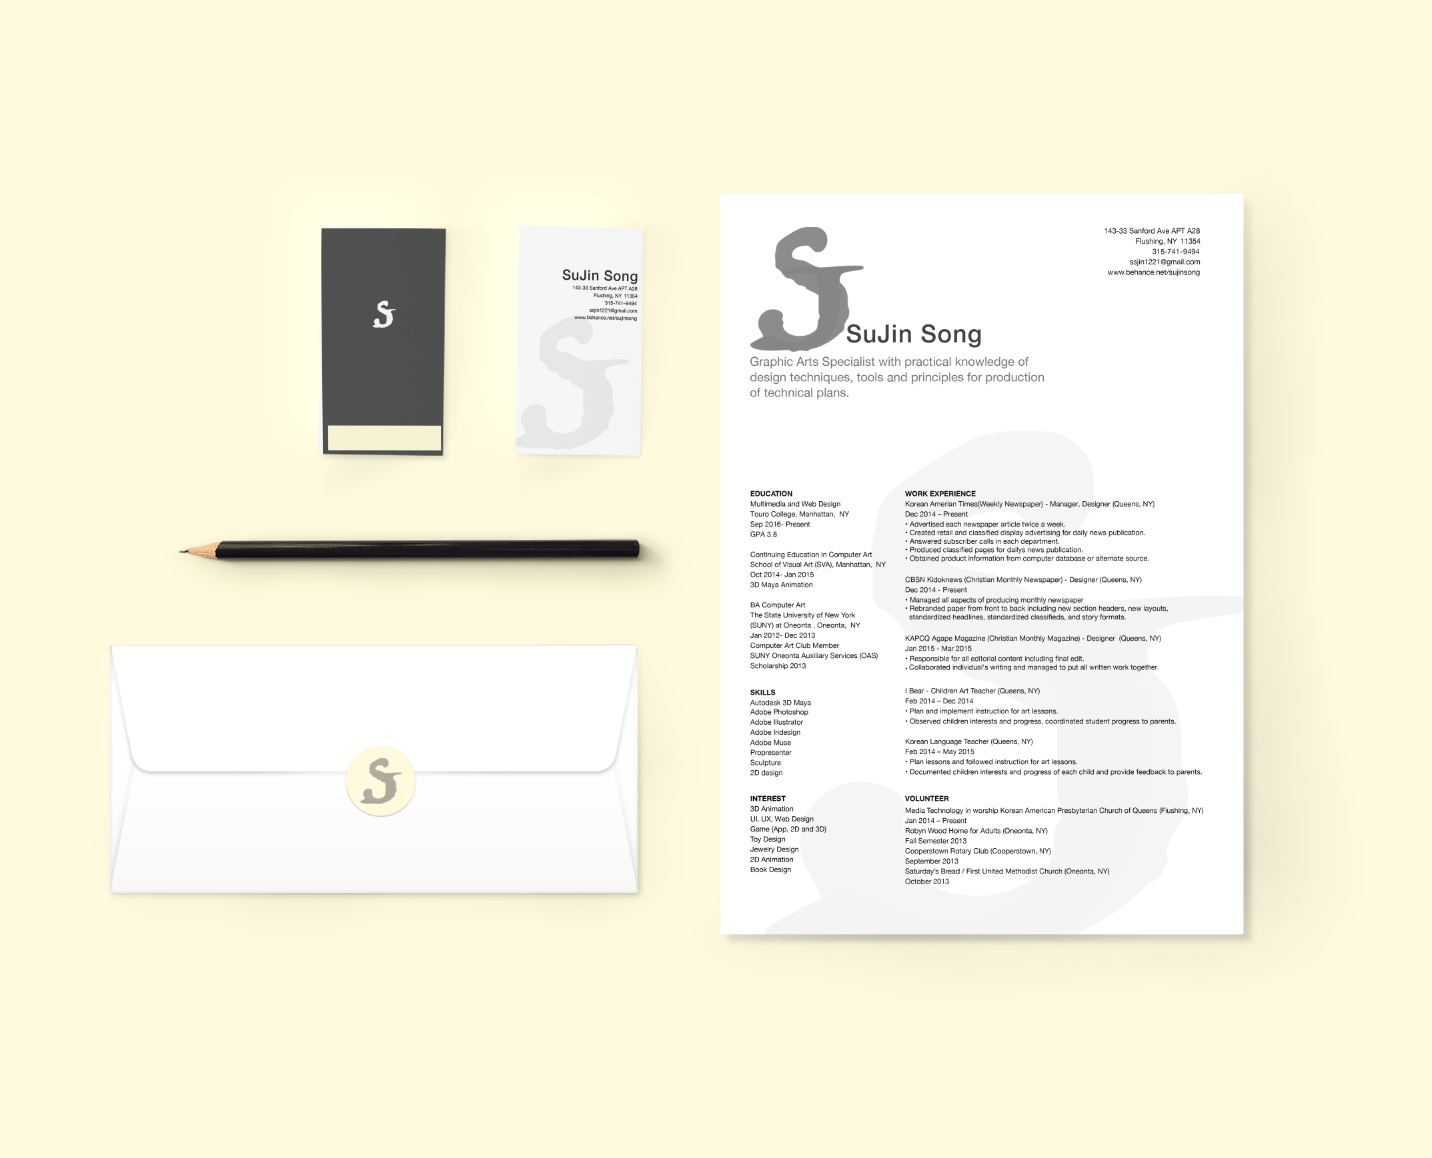 SuJin Song
143-33 Sanford Ave APT A28
Flushing, NY 11354
315-741-9494
ssjin1221@gmail.com
www.behance.net/sujinsong
143-33 Sanford Ave APT A28
Flushing, NY 11354
315-741-9494
ssjin1221@gmail.com
www.behance.net/sujinsong
SuJin Song
Graphic Arts Specialist with practical knowledge of
design techniques, tools and principles for production
of technical plans.
EDUCATION
Multimedia and Web Design
Touro College, Manhattan, NY
Sep 2016- Present
GPA 3.8
Continuing Education in Computer Art
School of Visual Art (SVA), Manhattan, NY
Oct 2014- Jan 2015
3D Maya Animation
BA Computer Art
The State University of New York
(SUNY) at Oneonta , Oneonta, NY
Jan 2012- Dec 2013
Computer Art Club Member
SUNY Oneonta Auxiliary Services (OAS)
Scholarship 2013
SKILLS
Autodesk 3D Maya
Adobe Photoshop
Adobe Illustrator
Adobe Indesign
Adobe Muse
Propresenter
Sculpture
2D design
INTEREST
3D Animation
UI, UX, Web Design
Game (App, 2D and 3D)
Toy Design
Jewelry Design
2D Animation
Book Design
WORK EXPERIENCE
Korean Amerian Times(Weekly Newspaper) - Manager, Designer (Queens, NY)
Dec 2014 – Present
• Advertised each newspaper article twice a week.
• Created retail and classified display advertising for daily news publication.
• Answered subscriber calls in each department.
• Produced classified pages for dailys news publication.
• Obtained product information from computer database or alternate source.
CBSN Kidoknews (Christian Monthly Newspaper) - Designer (Queens, NY)
Dec 2014 - Present
• Managed all aspects of producing monthly newspaper
• Rebranded paper from front to back including new section headers, new layouts,
standardized headlines, standardized classifieds, and story formats.
KAPCQ Agape Magazine (Christian Monthly Magazine) - Designer (Queens, NY)
Jan 2015 - Mar 2015
• Responsible for all editorial content including final edit.
• Collaborated individual's writing and managed to put all written work together.
I Bear - Children Art Teacher (Queens, NY)
Feb 2014 – Dec 2014
• Plan and implement instruction for art lessons.
• Observed children interests and progress, coordinated student progress to parents.
Korean Language Teacher (Queens, NY)
Feb 2014 – May 2015
• Plan lessons and followed instruction for art lessons.
• Documented children interests and progress of each child and provide feedback to parents.
VOLUNTEER
Media Technology in worship Korean American Presbyterian Church of Queens (Flushing, NY)
Jan 2014 – Present
Robyn Wood Home for Adults (Oneonta, NY)
Fall Semester 2013
Cooperstown Rotary Club (Cooperstown, NY)
September 2013
Saturday's Bread / First United Methodist Church (Oneonta, NY)
October 2013